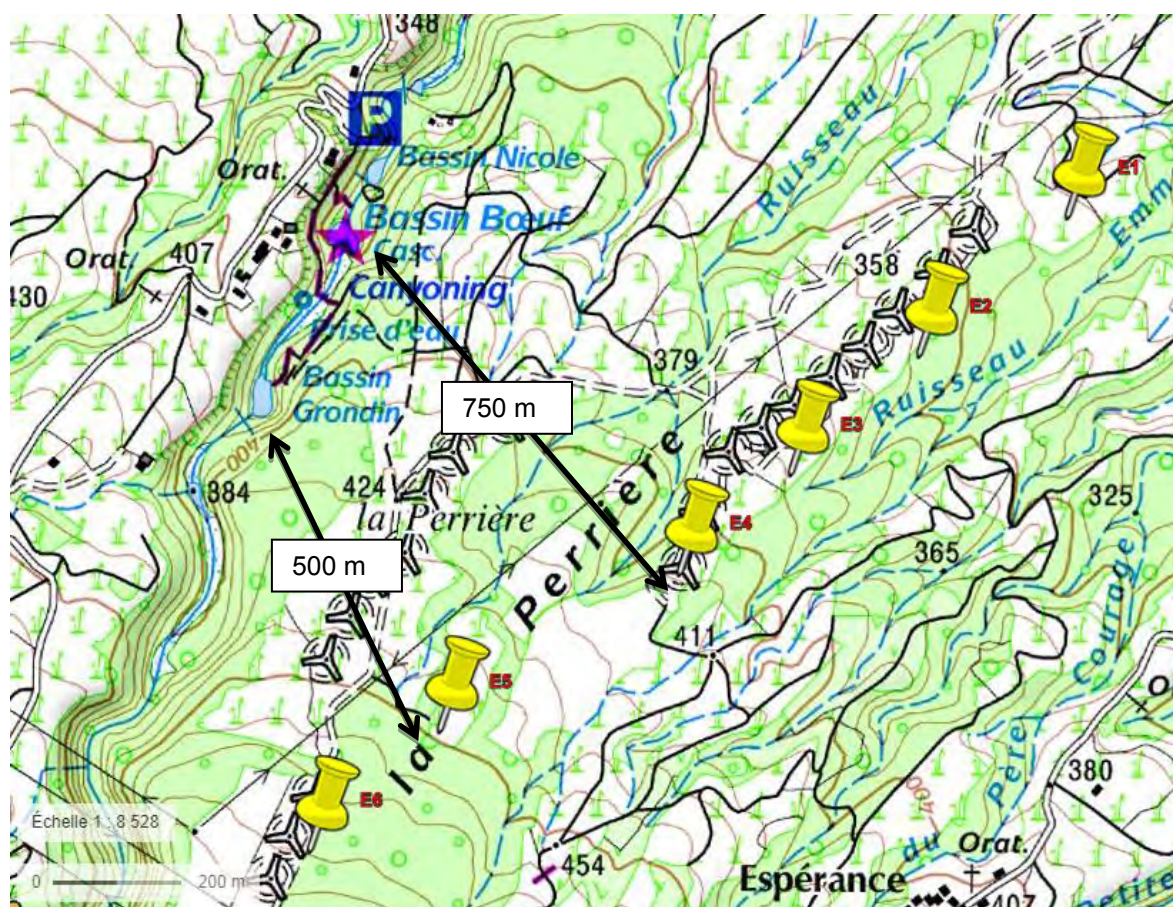 348
P
Bassin Nicole
Orat.
Bassin Bœuf
Casc.
Orat.
407
430
Canyoning
Prise d'eau
Bassin
Grondin
Ruisseau
E1
Emm
358
E2
379
750 m
Ruisseau
E3
400
384
424
la Perrière
E4
325
365
500 m
la Perrière
411
E5
Père Courage
O
380
E6
400
Échelle 1 : 8 528
0 200 m
454
du
Orat.
Espérance
407
Petite